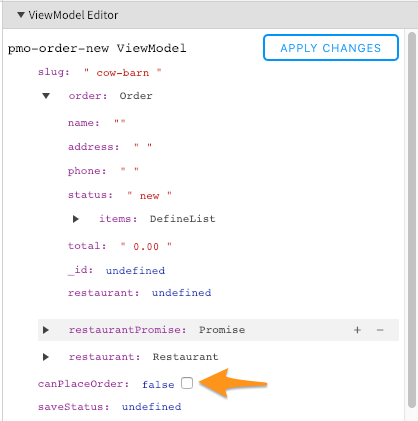 ViewModel Editor
pmo-order-new ViewModel
APPLY CHANGES
slug: " cow-barn "
order: Order
name: ""
address: " "
phone: " "
status: " new "
items: DefineList
total: " 0.00 "
_id: undefined
restaurant: undefined
restaurantPromise: Promise + −
restaurant: Restaurant
canPlaceOrder: false
saveStatus: undefined